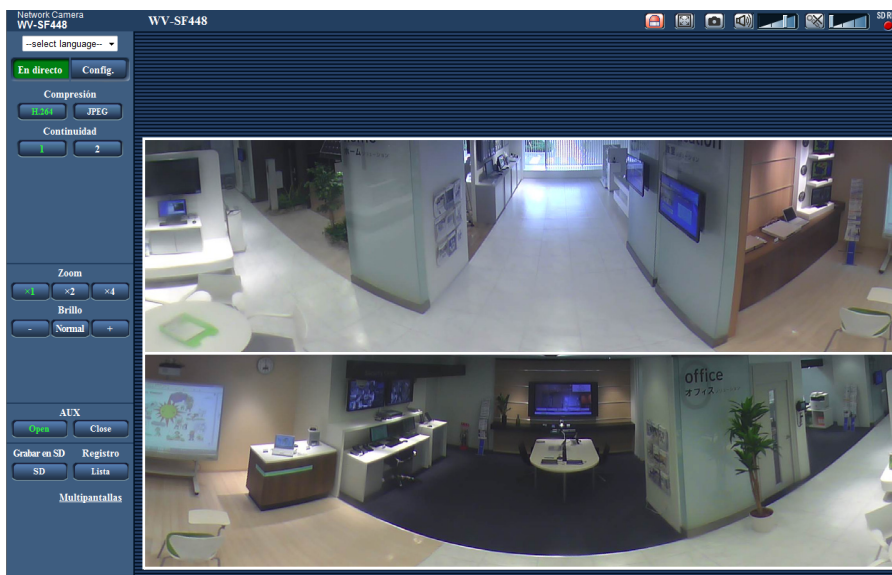 Network Camera
WV-SF448
WV-SF448
SD R
--select language--
En directo Config.
Compresión
H.264 JPEG
Continuidad
1 2
Zoom
×1 ×2 ×4
Brillo
- Normal +
AUX
Open Close
Grabar en SD Registro
SD Lista
Multipantallas
office
オフィス